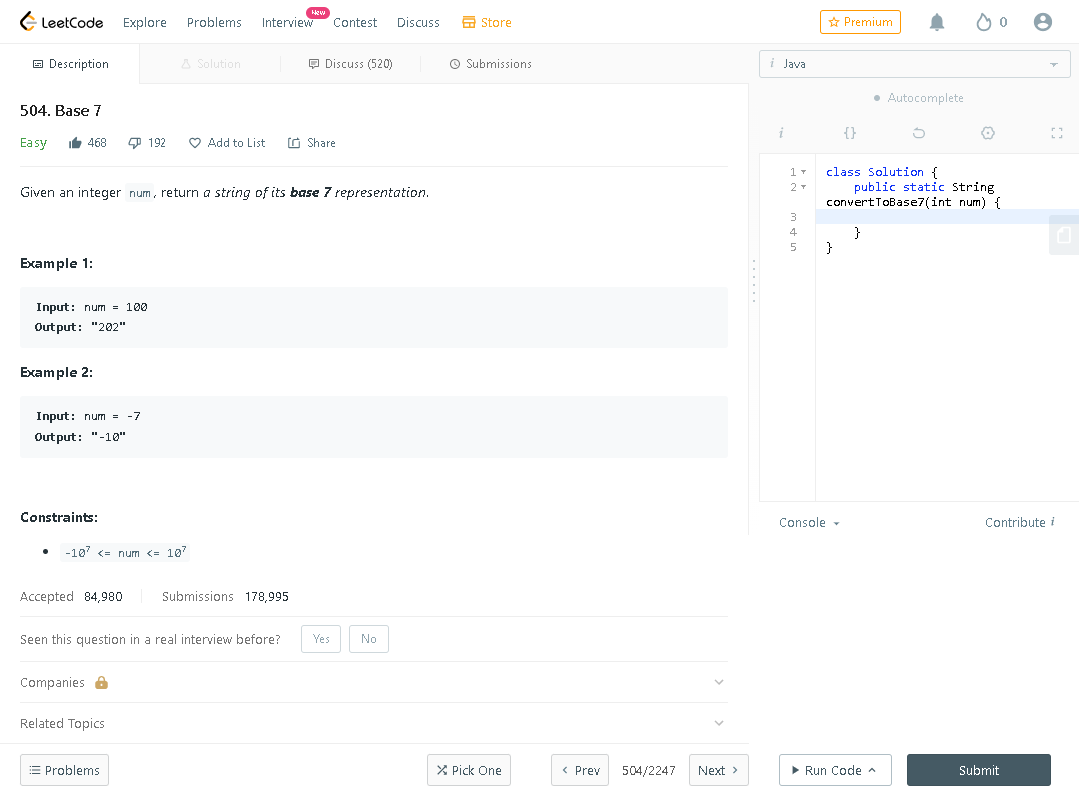 LeetCode Explore Problems Interview New Contest Discuss Store Premium 0
Description Solution Discuss (520) Submissions
504. Base 7
Easy 468 192 Add to List Share
Given an integer num, return a string of its base 7 representation.
Example 1:
Input: num = 100
Output: "202"
Example 2:
Input: num = -7
Output: "-10"
Constraints:
-10⁷ <= num <= 10⁷
Accepted 84,980 Submissions 178,995
Seen this question in a real interview before? Yes No
Companies
Related Topics
Problems Pick One Prev 504/2247 Next
i Java
Autocomplete
i {}
1 class Solution {
2 public static String
convertToBase7(int num) {
3
4 }
5 }
Console Contribute i
Run Code Submit